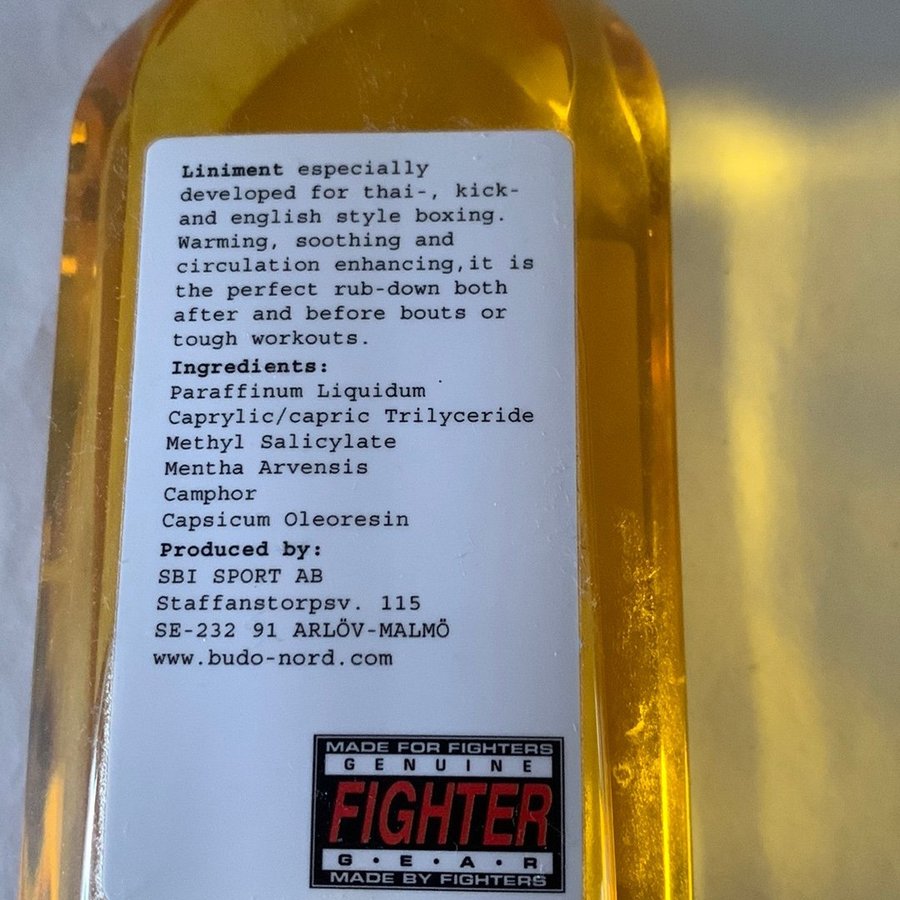 Liniment especially
developed for thai-, kick-
and english style boxing.
Warming, soothing and
circulation enhancing,it is
the perfect rub-down both
after and before bouts or
tough workouts.
Ingredients:
Paraffinum Liquidum
Caprylic/capric Trilyceride
Methyl Salicylate
Mentha Arvensis
Camphor
Capsicum Oleoresin
Produced by:
SBI SPORT AB
Staffanstorpsv. 115
SE-232 91 ARLÖV-MALMÖ
www.budo-nord.com
MADE FOR FIGHTERS
GENUINE
FIGHTER
G·E·A·R
MADE BY FIGHTERS